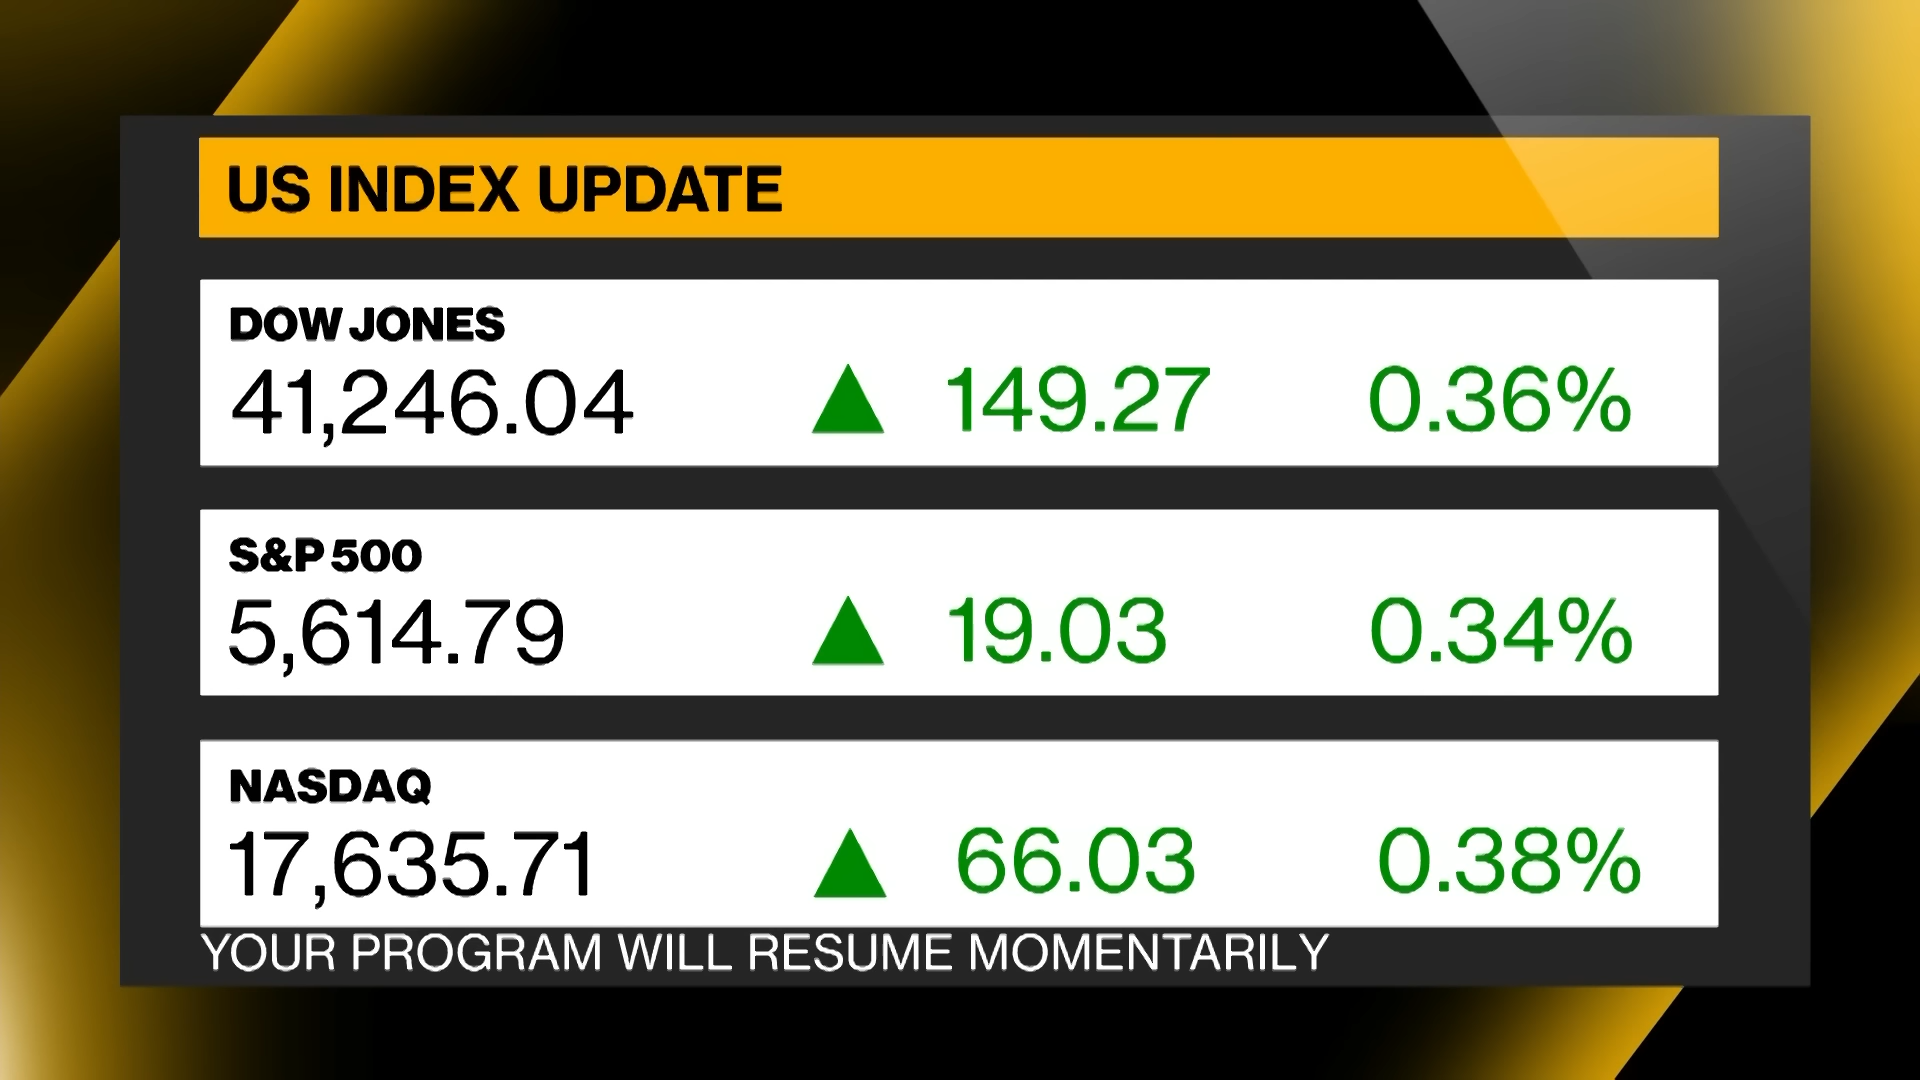 US INDEX UPDATE
DOW JONES
41,246.04 ▲ 149.27 0.36%
S&P 500
5,614.79 ▲ 19.03 0.34%
NASDAQ
17,635.71 ▲ 66.03 0.38%
YOUR PROGRAM WILL RESUME MOMENTARILY